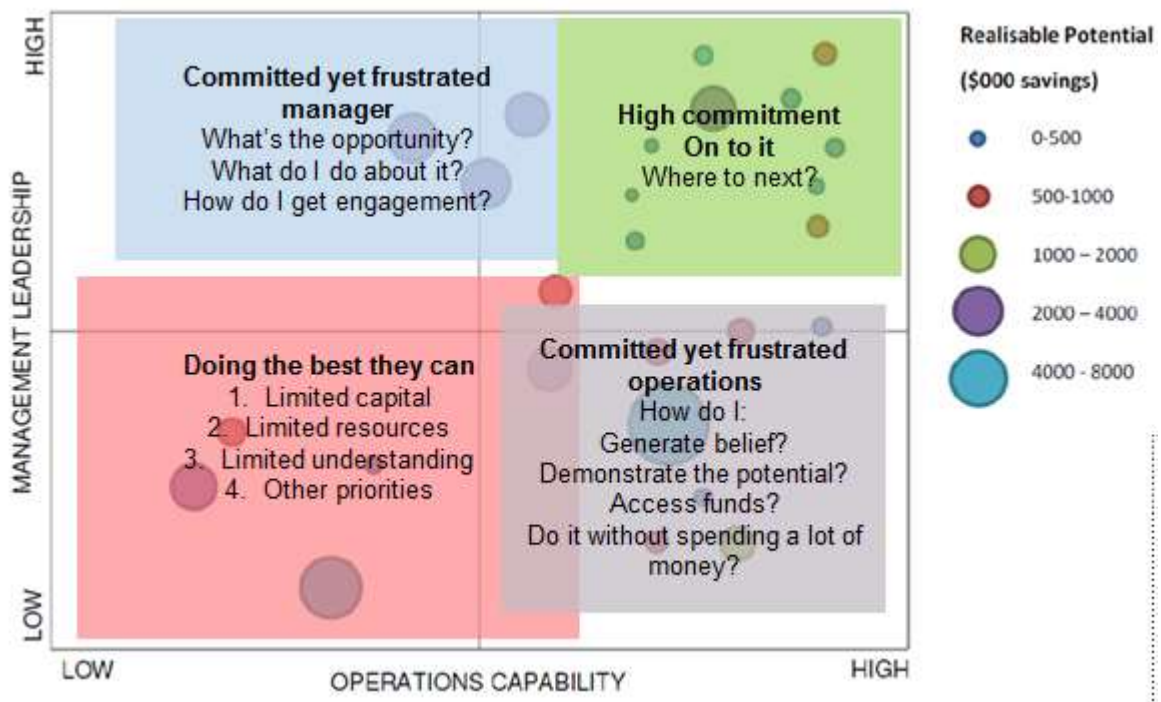 HIGH
MANAGEMENT LEADERSHIP
LOW
Committed yet frustrated
manager
What's the opportunity?
What do I do about it?
How do I get engagement?
High commitment
On to it
Where to next?
Doing the best they can
1. Limited capital
2. Limited resources
3. Limited understanding
4. Other priorities
Committed yet frustrated
operations
How do I:
Generate belief?
Demonstrate the potential?
Access funds?
Do it without spending a lot of
money?
LOW
OPERATIONS CAPABILITY
HIGH
Realisable Potential
($000 savings)
0-500
500-1000
1000 – 2000
2000 – 4000
4000 - 8000